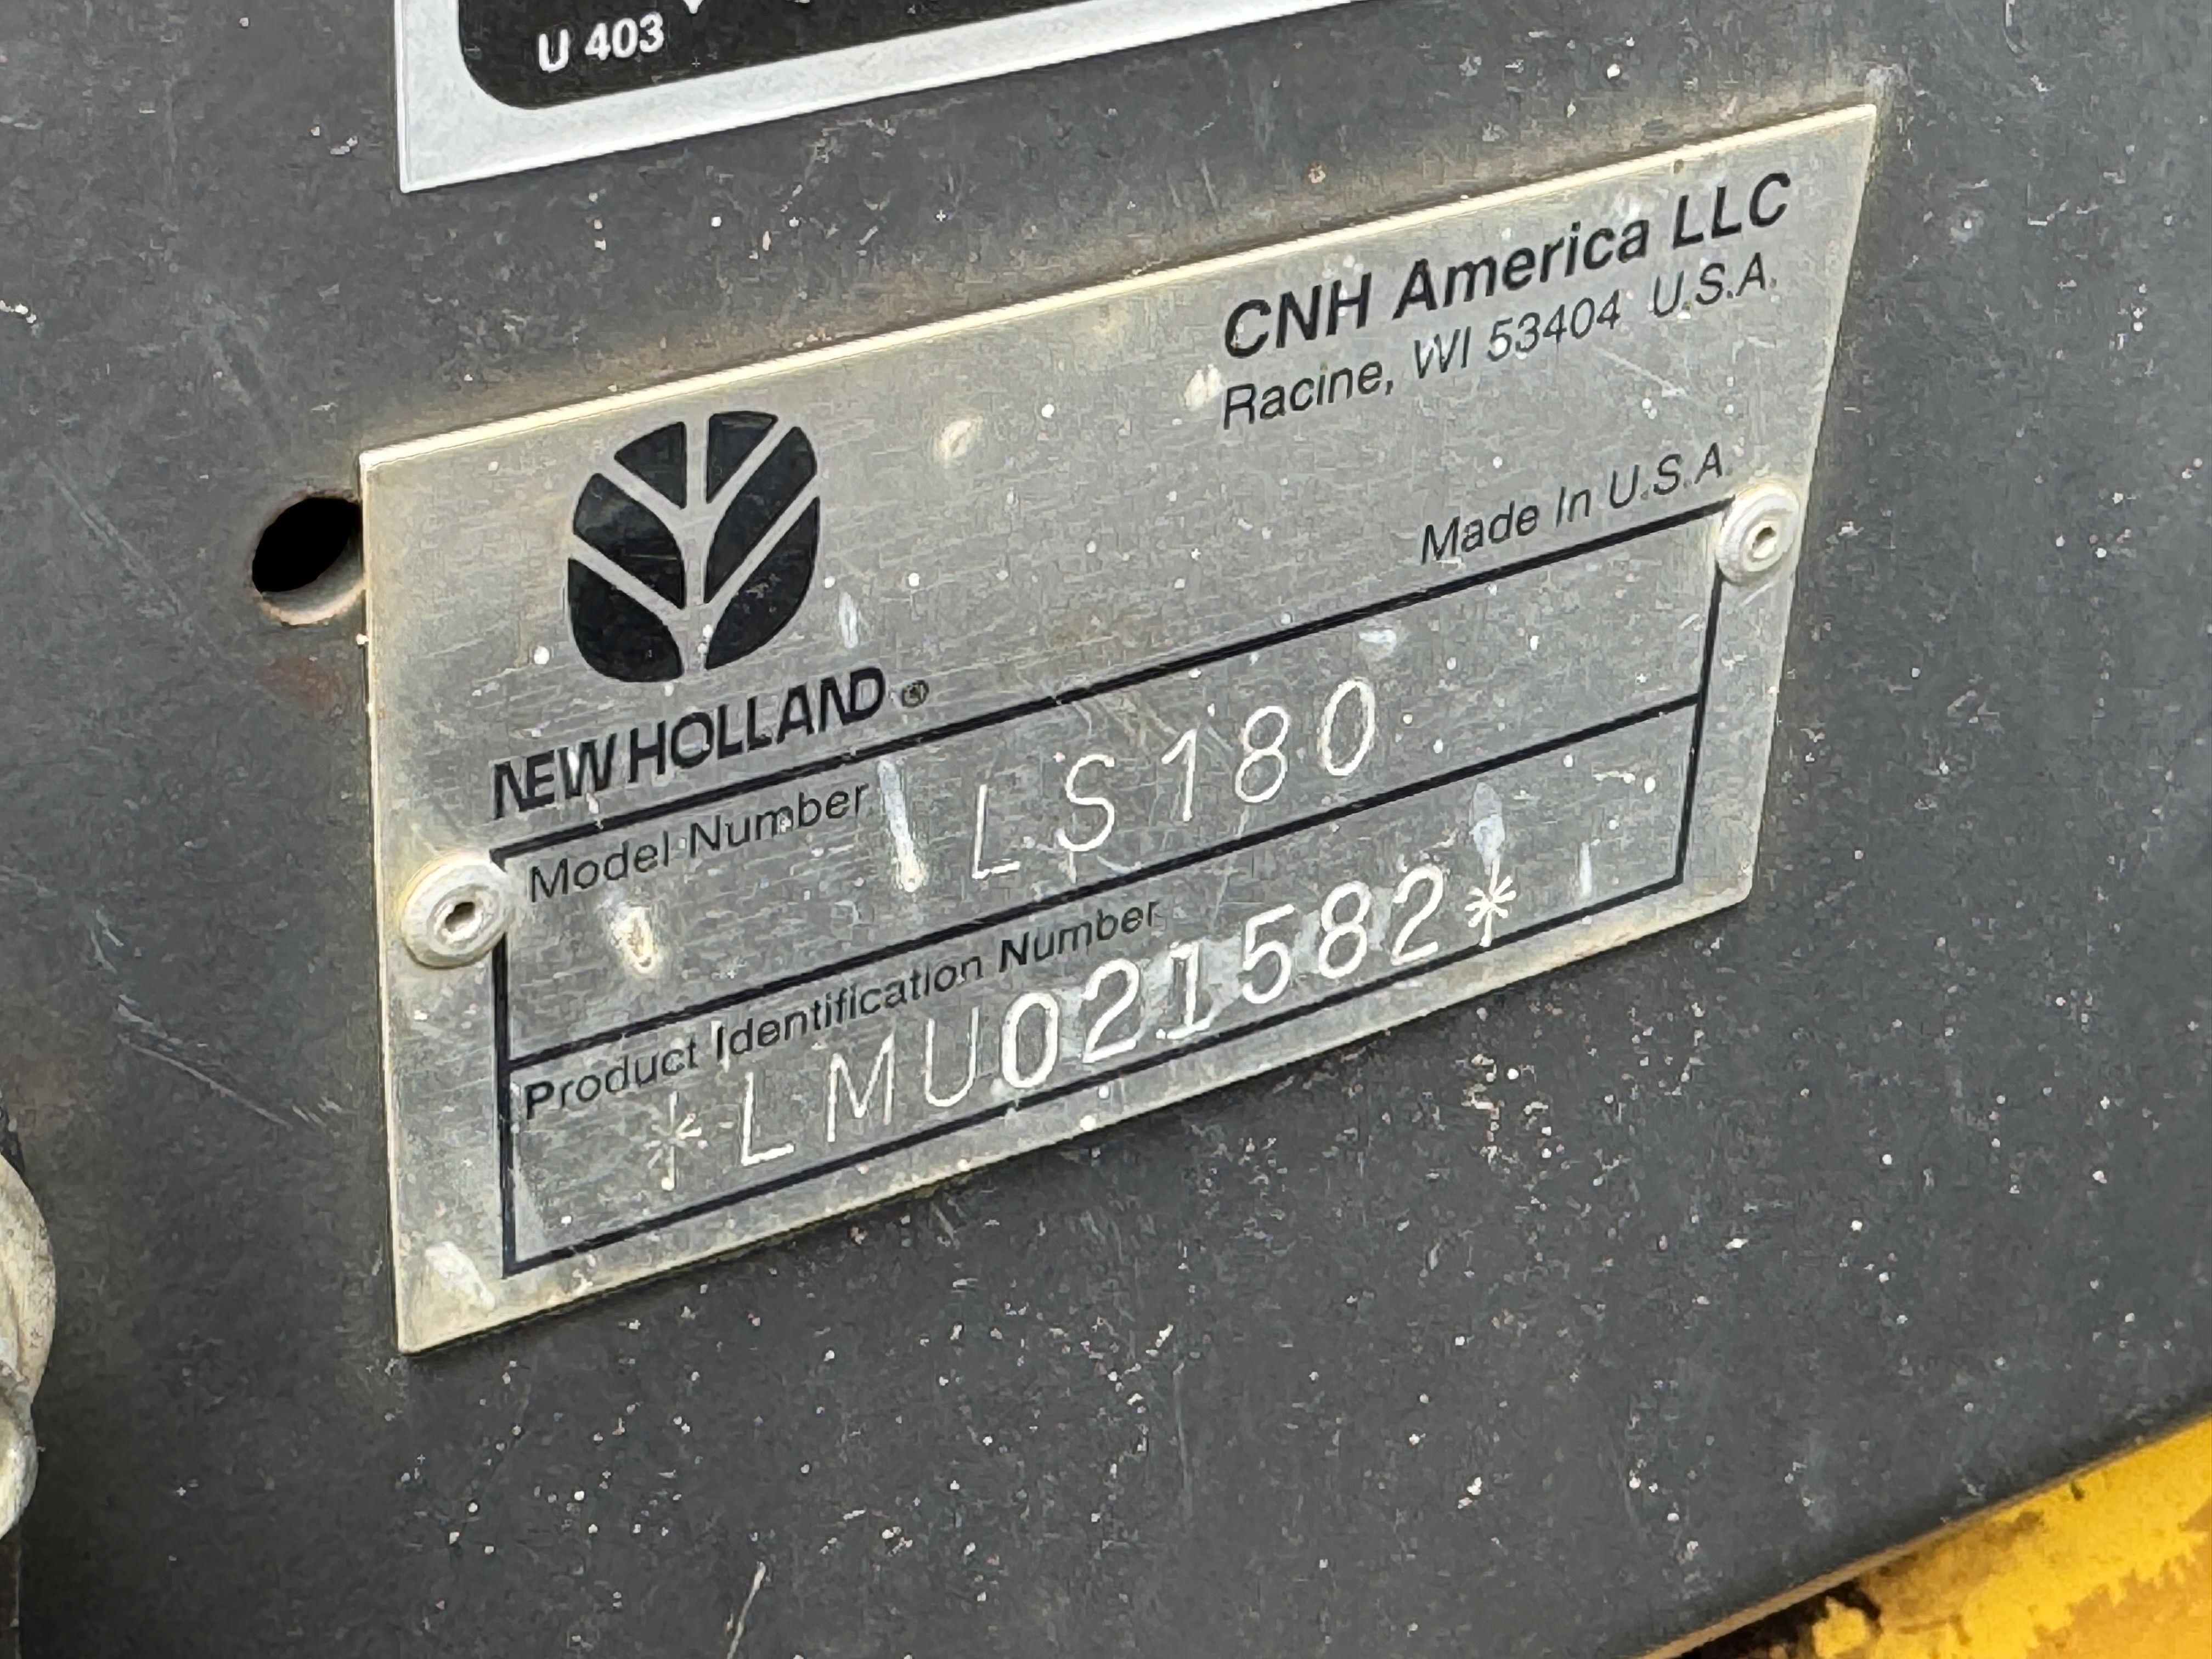 U 403
CNH America LLC
Racine, WI 53404 U.S.A.
Made In U.S.A.
NEW HOLLAND ®
Model Number LS180
Product Identification Number
*LMU021582*